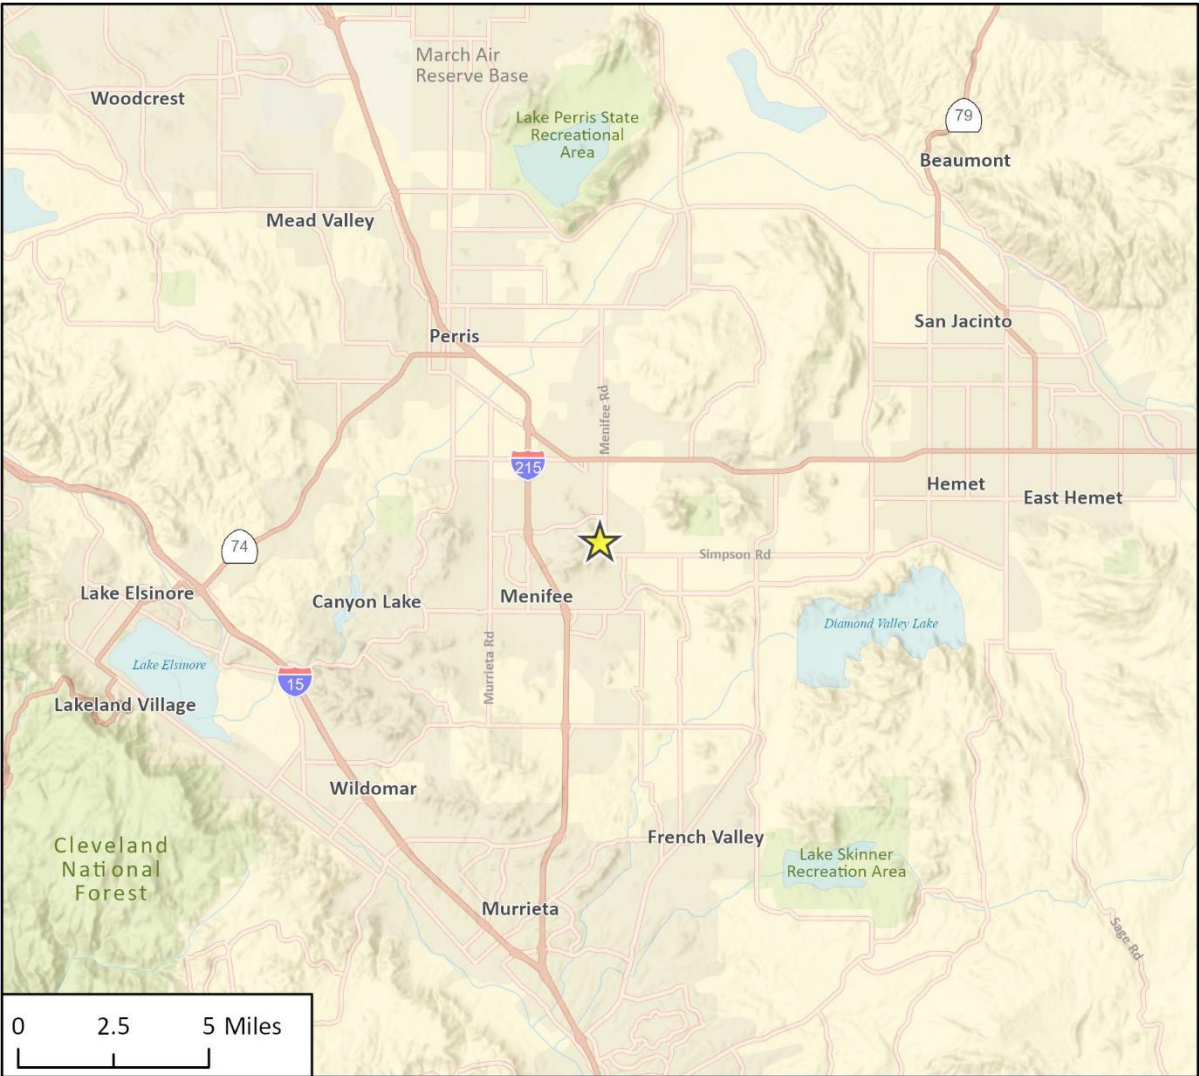 March Air
Reserve Base
Woodcrest
Lake Perris State
Recreational
Area
79
Beaumont
Mead Valley
San Jacinto
Perris
Menifee Rd
215
Hemet
East Hemet
74
Simpson Rd
Lake Elsinore
Canyon Lake
Menifee
Diamond Valley Lake
Lake Elsinore
Murrieta Rd
15
Lakeland Village
Wildomar
French Valley
Cleveland
National
Forest
Lake Skinner
Recreation Area
Murrieta
Sage Rd
0 2.5 5 Miles